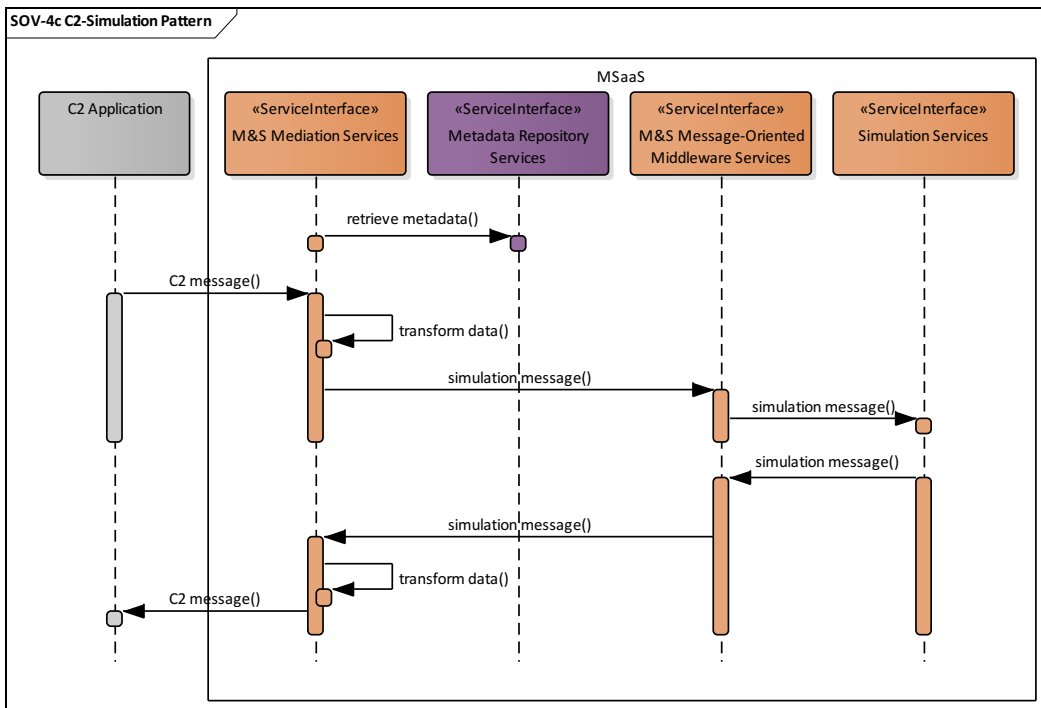 SOV-4c C2-Simulation Pattern
MSaaS
C2 Application
«ServiceInterface»
M&S Mediation Services
«ServiceInterface»
Metadata Repository
Services
«ServiceInterface»
M&S Message-Oriented
Middleware Services
«ServiceInterface»
Simulation Services
retrieve metadata()
C2 message()
transform data()
simulation message()
simulation message()
simulation message()
simulation message()
transform data()
C2 message()